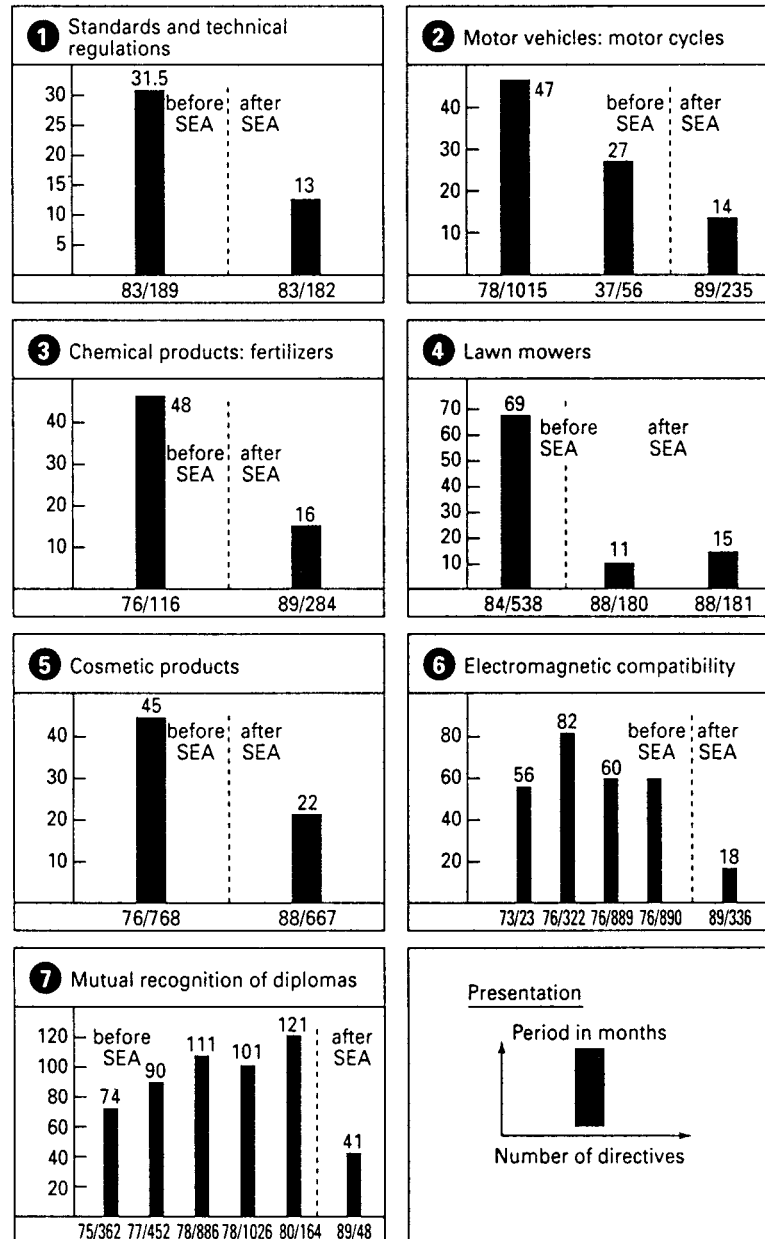 1 Standards and technical
regulations
30
25
20
15
10
5
31.5
before
SEA
after
SEA
13
83/189
83/182
2 Motor vehicles: motor cycles
40
30
20
10
47
27
before
SEA
after
SEA
14
78/1015
37/56
89/235
3 Chemical products: fertilizers
40
30
20
10
48
before
SEA
after
SEA
16
76/116
89/284
4 Lawn mowers
70
60
50
40
30
20
10
69
before
SEA
after
SEA
11
15
84/538
88/180
88/181
5 Cosmetic products
40
30
20
10
45
before
SEA
after
SEA
22
76/768
88/667
6 Electromagnetic compatibility
80
60
40
20
56
82
60
before
SEA
after
SEA
18
73/23
76/322
76/889
76/890
89/336
7 Mutual recognition of diplomas
120
100
80
60
40
20
before
SEA
74
90
111
101
121
after
SEA
41
75/362
77/452
78/886
78/1026
80/164
89/48
Presentation
Period in months
Number of directives